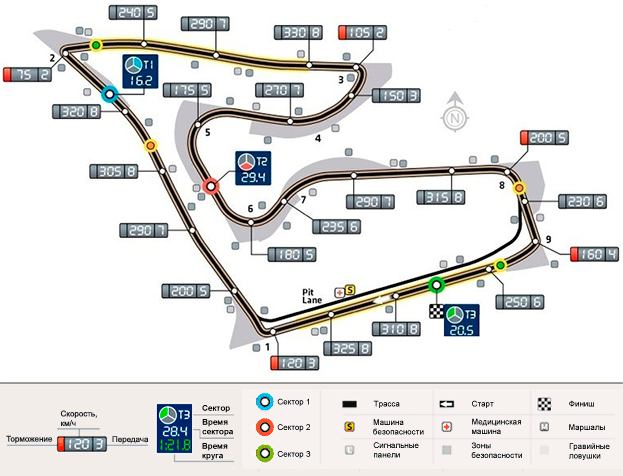 240 5
290 7
330 8
105 2
2
T1
16.2
3
75 2
175 5
270 7
150 3
320 8
5
4
N
200 5
305 8
T2
29.4
8
315 8
290 7
230 6
6
7
235 6
290 7
180 5
9
160 4
200 5
Pit
Lane
S
250 6
T3
20.5
310 8
1
325 8
120 3
Скорость,
км/ч
Торможение
120 3
Передача
T3
28.4
1:21.8
Сектор
Время
сектора
Время
круга
Сектор 1
Сектор 2
Сектор 3
Трасса
S
Машина
безопасности
Сигнальные
панели
Старт
Медицинская
машина
Зоны
безопасности
Финиш
Маршалы
Гравийные
ловушки